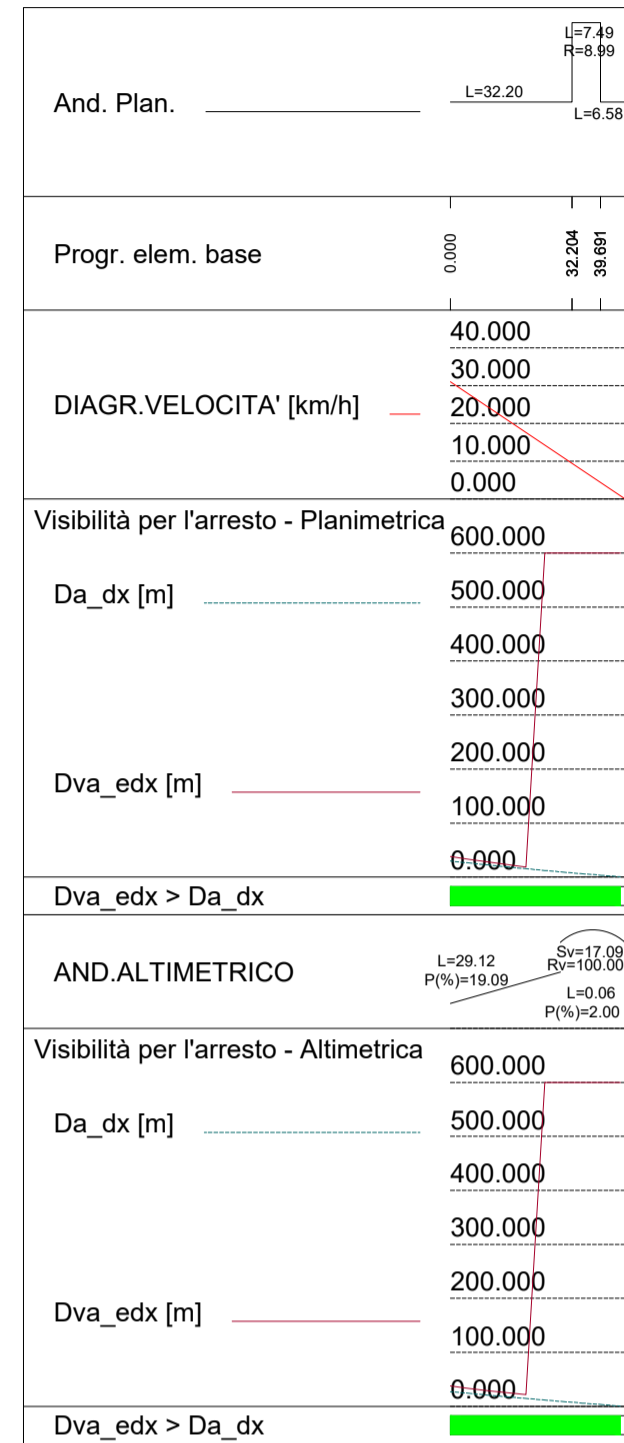 L=7.49
R=8.99
And. Plan.
L=32.20
L=6.58
Progr. elem. base
0.000
32.204
39.691
40.000
30.000
DIAGR.VELOCITA' [km/h]
20.000
10.000
0.000
Visibilità per l'arresto - Planimetrica
600.000
Da_dx [m]
500.000
400.000
300.000
200.000
Dva_edx [m]
100.000
0.000
Dva_edx > Da_dx
AND.ALTIMETRICO
L=29.12
P(%)=19.09
Sv=17.09
Rv=100.00
L=0.06
P(%)=2.00
Visibilità per l'arresto - Altimetrica
600.000
Da_dx [m]
500.000
400.000
300.000
200.000
Dva_edx [m]
100.000
0.000
Dva_edx > Da_dx